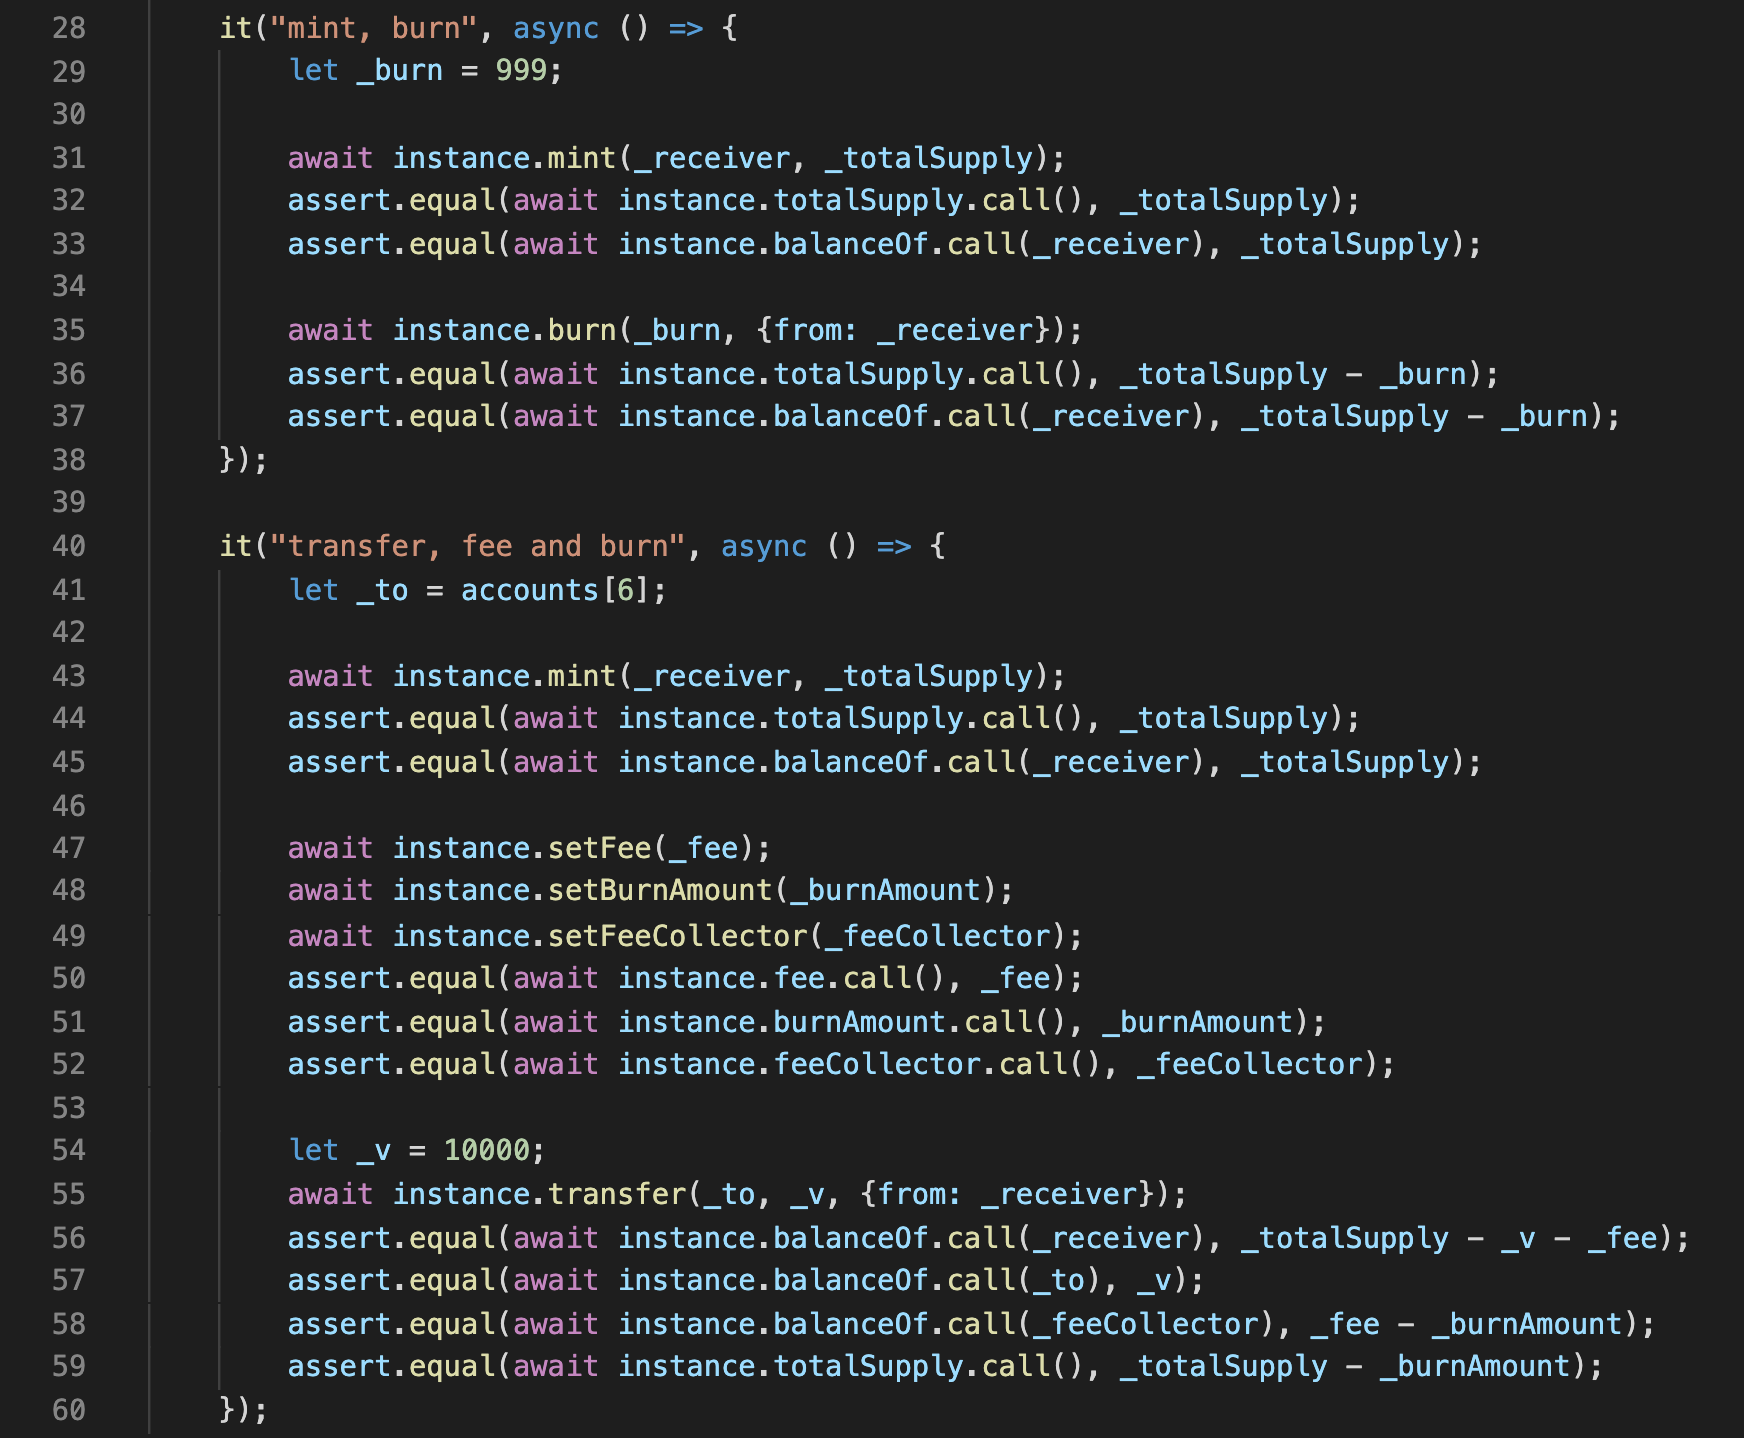 28 it("mint, burn", async () => {
29 let _burn = 999;
30
31 await instance.mint(_receiver, _totalSupply);
32 assert.equal(await instance.totalSupply.call(), _totalSupply);
33 assert.equal(await instance.balanceOf.call(_receiver), _totalSupply);
34
35 await instance.burn(_burn, {from: _receiver});
36 assert.equal(await instance.totalSupply.call(), _totalSupply - _burn);
37 assert.equal(await instance.balanceOf.call(_receiver), _totalSupply - _burn);
38 });
39
40 it("transfer, fee and burn", async () => {
41 let _to = accounts[6];
42
43 await instance.mint(_receiver, _totalSupply);
44 assert.equal(await instance.totalSupply.call(), _totalSupply);
45 assert.equal(await instance.balanceOf.call(_receiver), _totalSupply);
46
47 await instance.setFee(_fee);
48 await instance.setBurnAmount(_burnAmount);
49 await instance.setFeeCollector(_feeCollector);
50 assert.equal(await instance.fee.call(), _fee);
51 assert.equal(await instance.burnAmount.call(), _burnAmount);
52 assert.equal(await instance.feeCollector.call(), _feeCollector);
53
54 let _v = 10000;
55 await instance.transfer(_to, _v, {from: _receiver});
56 assert.equal(await instance.balanceOf.call(_receiver), _totalSupply - _v - _fee);
57 assert.equal(await instance.balanceOf.call(_to), _v);
58 assert.equal(await instance.balanceOf.call(_feeCollector), _fee - _burnAmount);
59 assert.equal(await instance.totalSupply.call(), _totalSupply - _burnAmount);
60 });